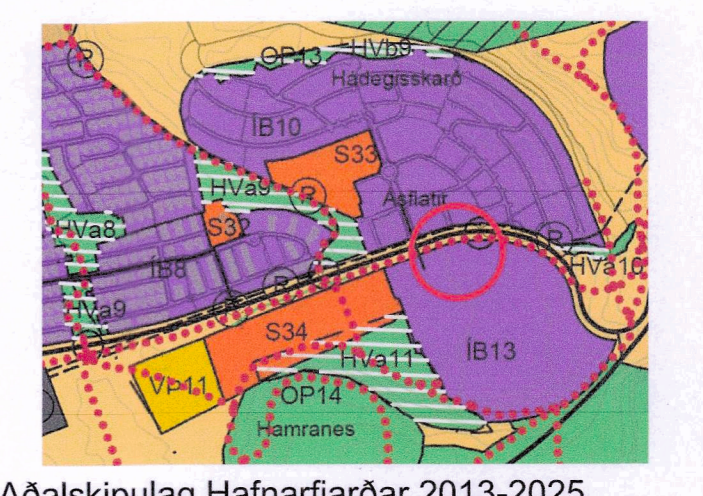 R
OP13
HVb9
Hádegisskarð
ÍB10
S33
HVa9
R
Ásflatir
HVa8
S32
R
ÍB8
R
HVa10
HVa9
S34
HVa11
ÍB13
VÞ11
OP14
Hamranes
Aðalskipulag Hafnarfjarðar 2013-2025